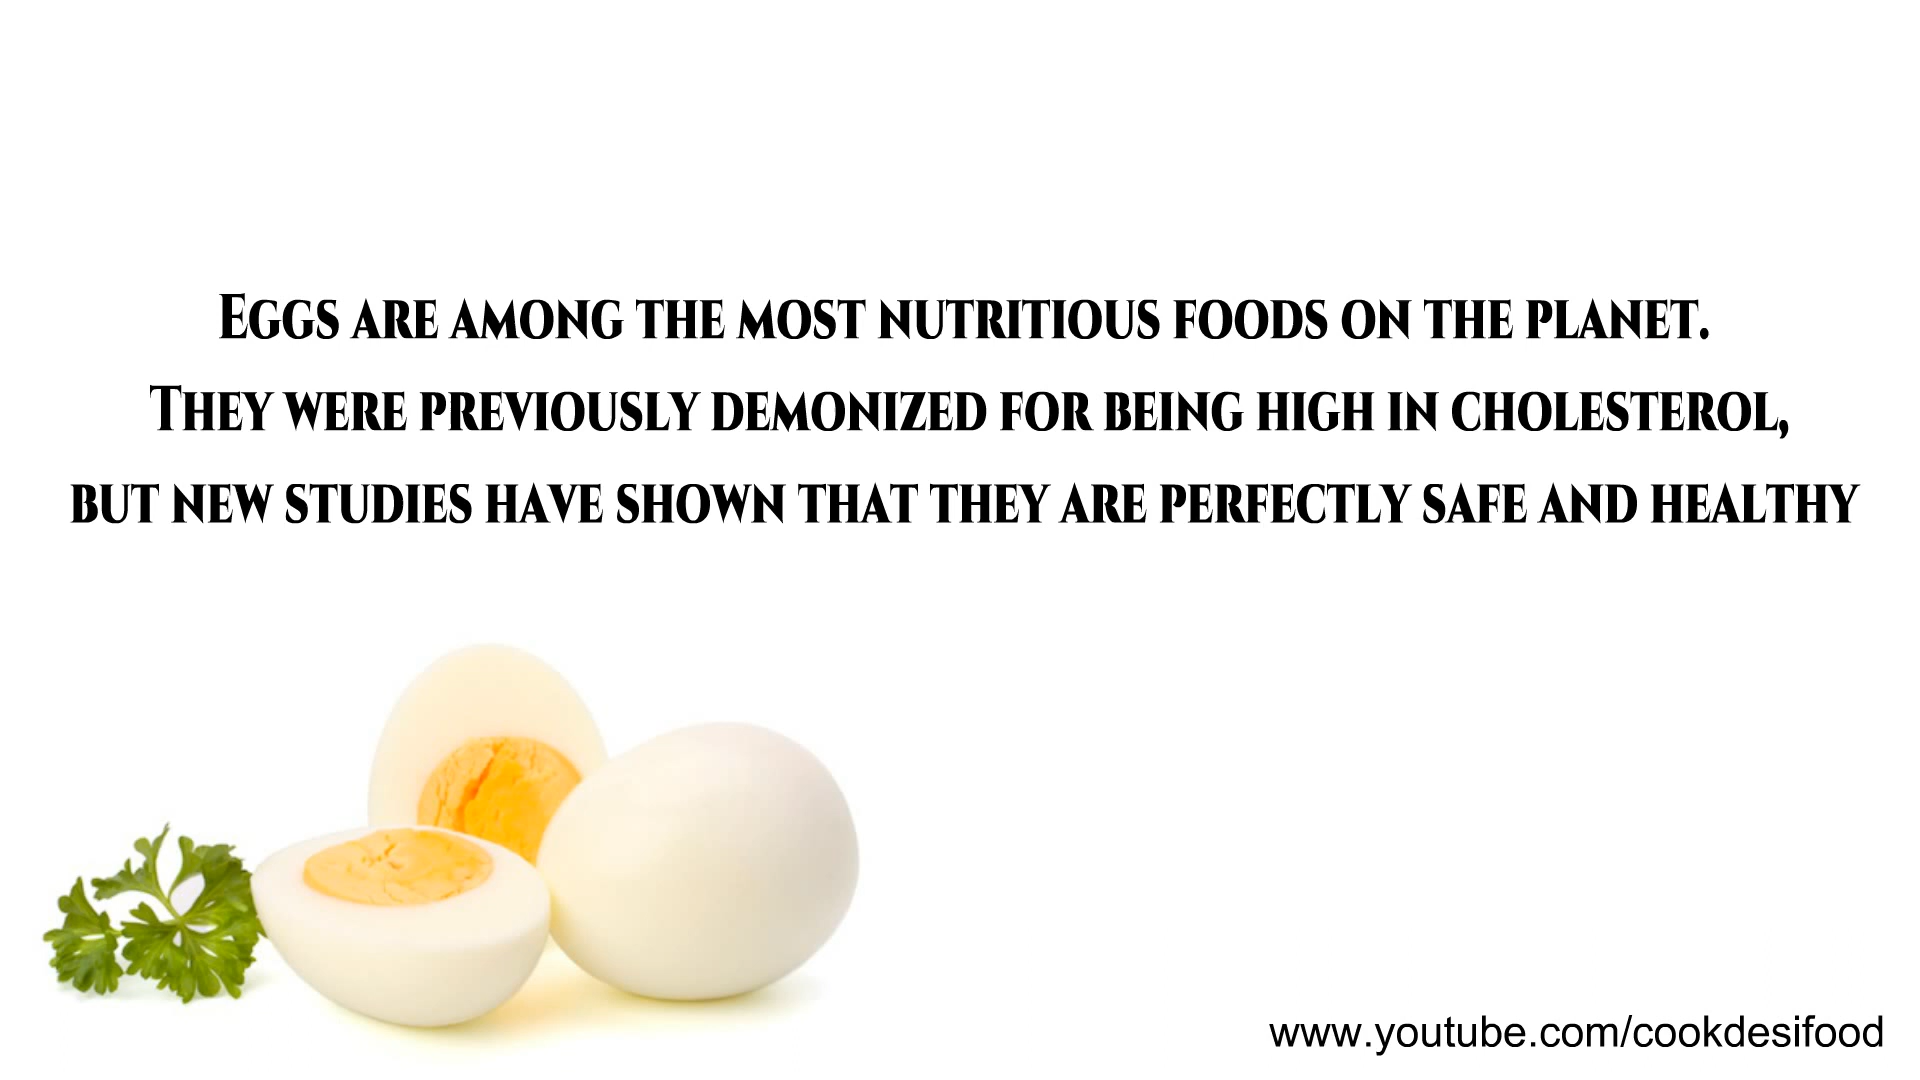 Eggs are among the most nutritious foods on the planet.
They were previously demonized for being high in cholesterol,
but new studies have shown that they are perfectly safe and healthy
www.youtube.com/cookdesifood